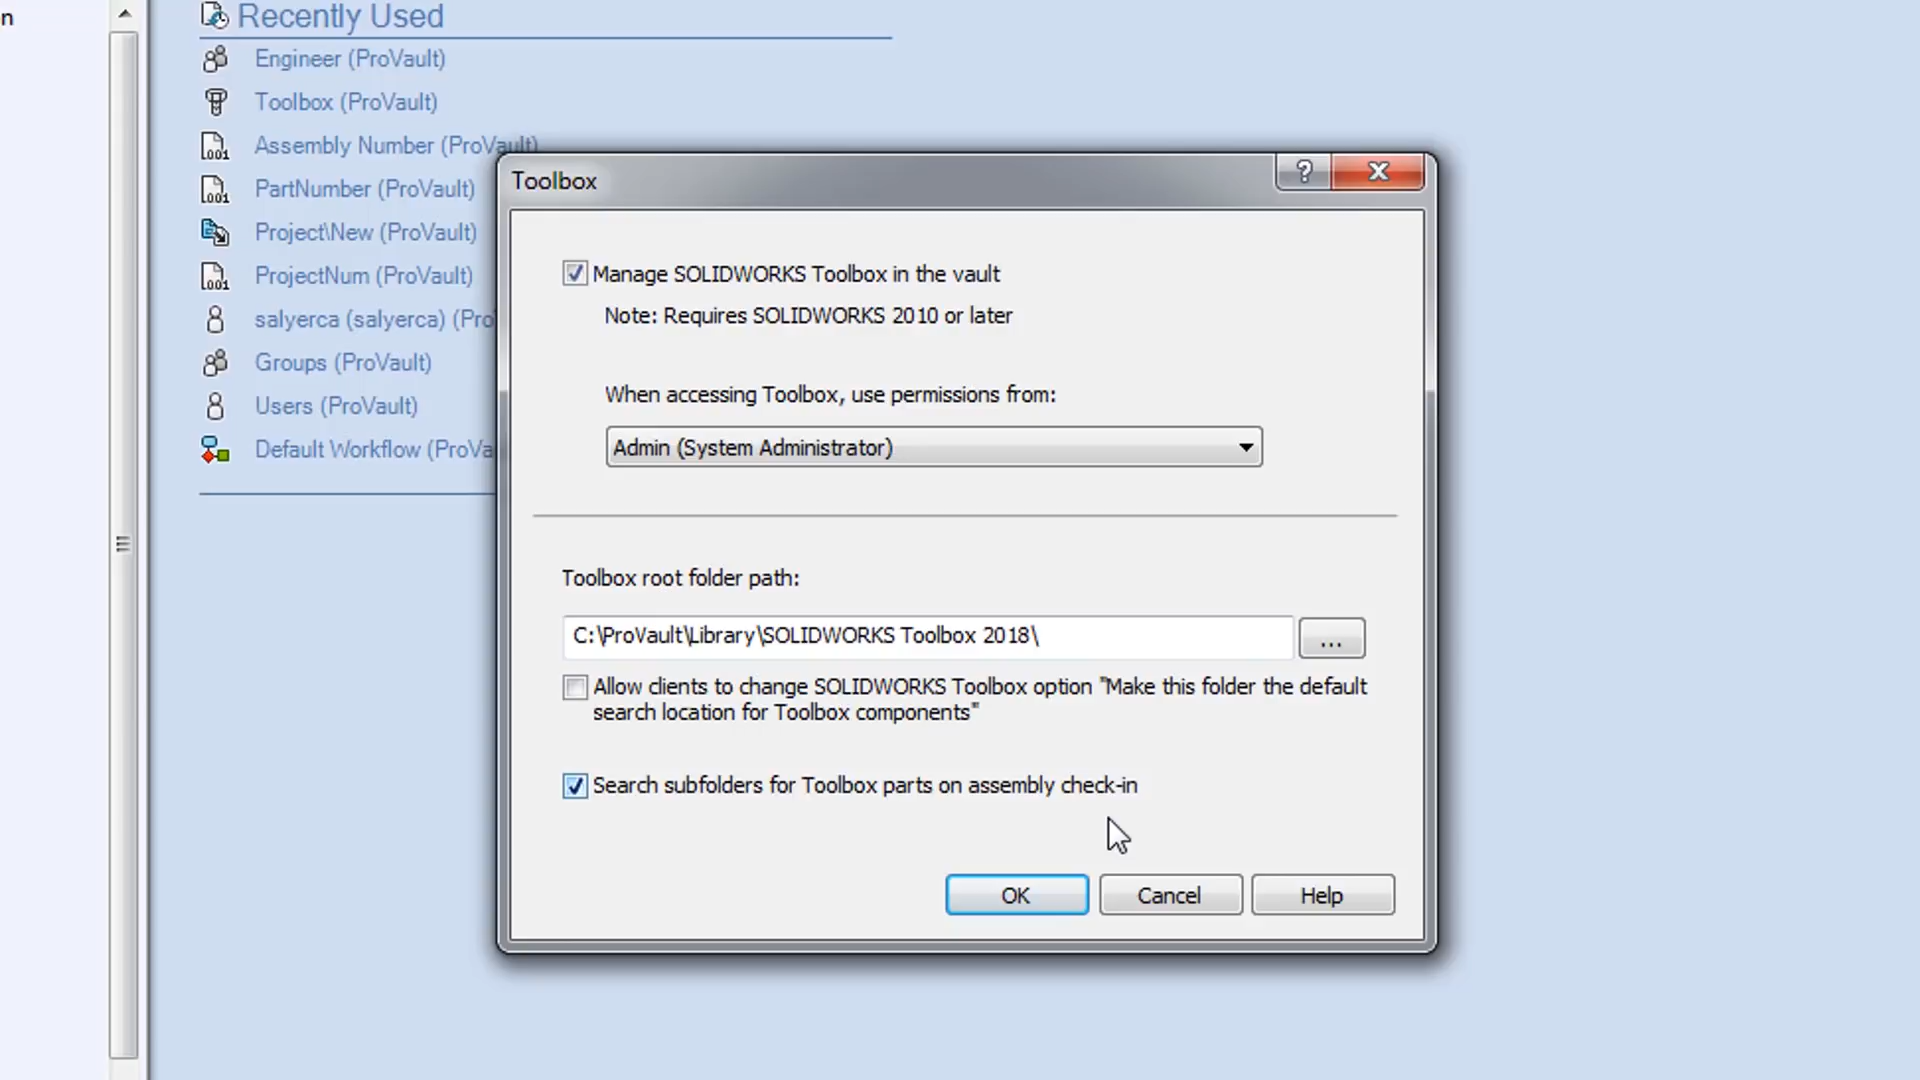 n
Recently Used
Engineer (ProVault)
Toolbox (ProVault)
Assembly Number (ProVault)
PartNumber (ProVault)
Project\New (ProVault)
ProjectNum (ProVault)
salyerca (salyerca) (Pro
Groups (ProVault)
Users (ProVault)
Default Workflow (ProVa
Toolbox
Manage SOLIDWORKS Toolbox in the vault
Note: Requires SOLIDWORKS 2010 or later
When accessing Toolbox, use permissions from:
Admin (System Administrator)
Toolbox root folder path:
C:\ProVault\Library\SOLIDWORKS Toolbox 2018\
...
Allow clients to change SOLIDWORKS Toolbox option "Make this folder the default
search location for Toolbox components"
Search subfolders for Toolbox parts on assembly check-in
OK Cancel Help